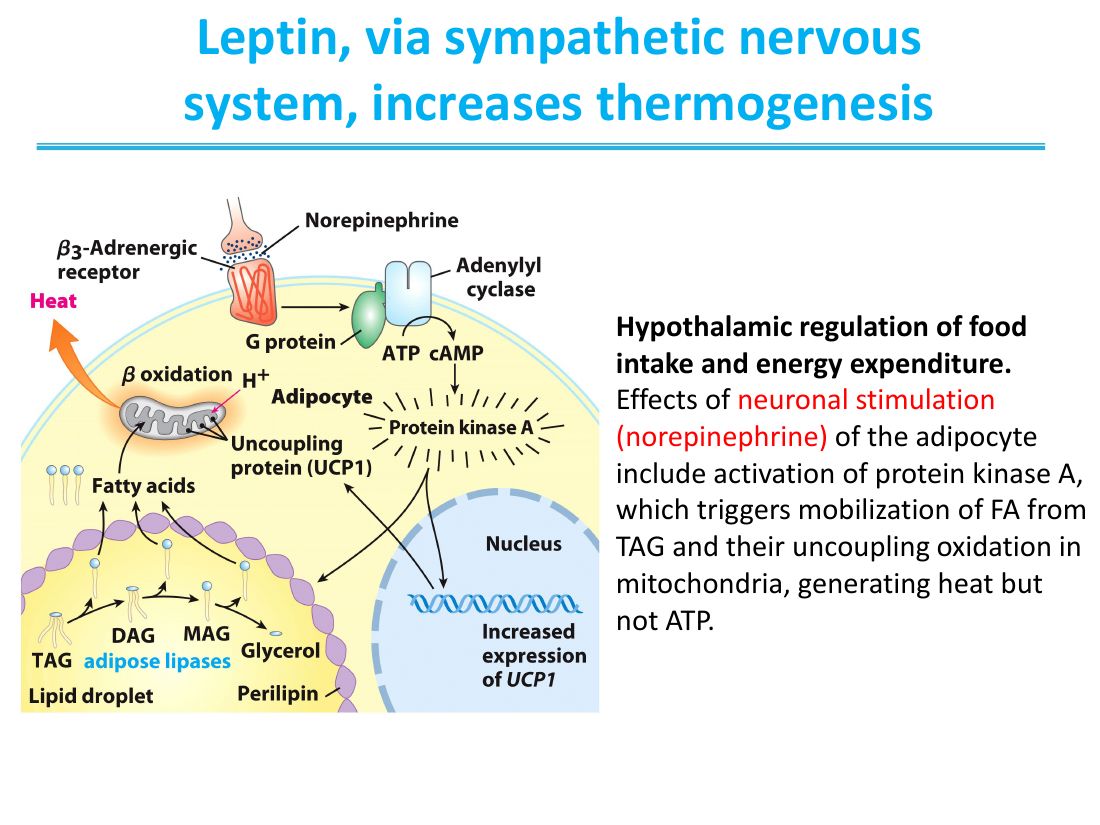 Leptin, via sympathetic nervous
system, increases thermogenesis
Norepinephrine
β3-Adrenergic
receptor
Adenylyl
cyclase
Heat
G protein
ATP cAMP
β oxidation
H+
Adipocyte
Protein kinase A
Uncoupling
protein (UCP1)
Fatty acids
Nucleus
DAG
MAG
TAG
adipose lipases
Glycerol
Increased
expression
of UCP1
Lipid droplet
Perilipin
Hypothalamic regulation of food
intake and energy expenditure.
Effects of neuronal stimulation
(norepinephrine) of the adipocyte
include activation of protein kinase A,
which triggers mobilization of FA from
TAG and their uncoupling oxidation in
mitochondria, generating heat but
not ATP.